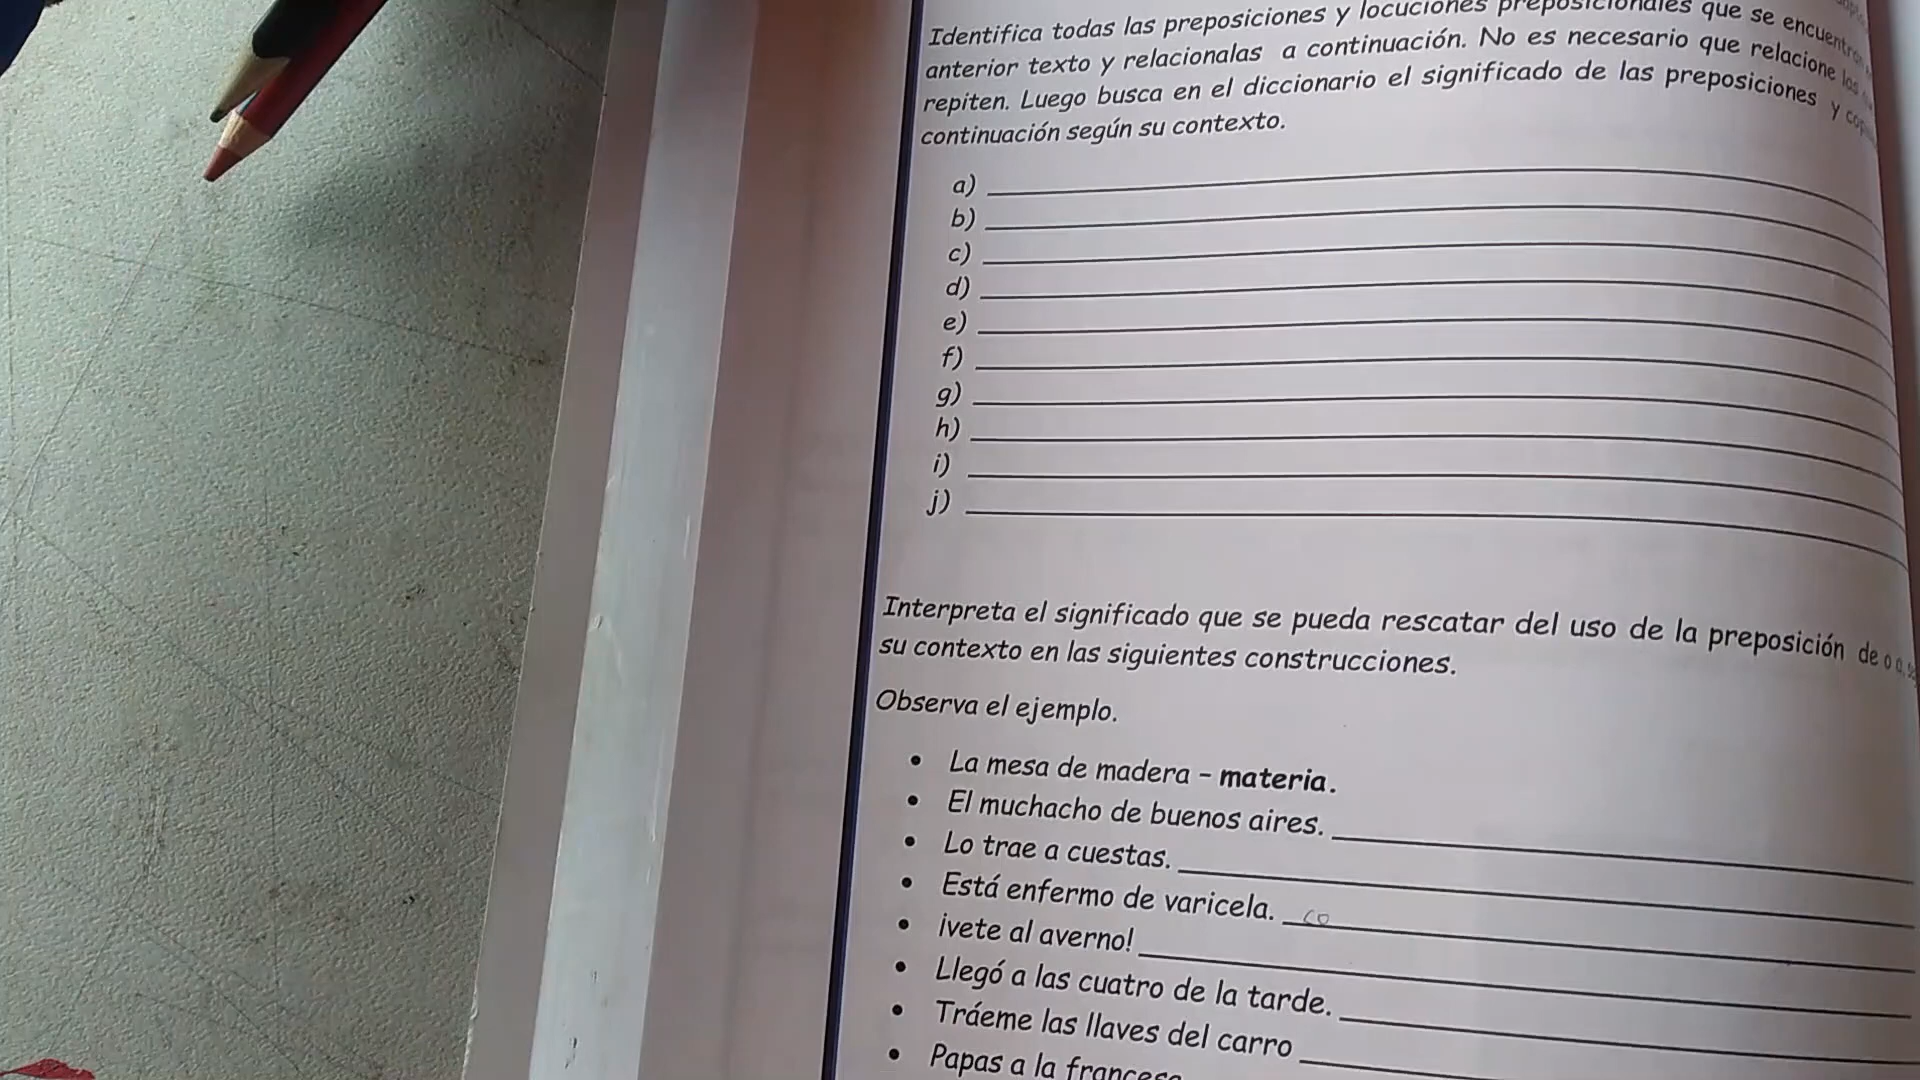 Identifica todas las preposiciones y locuciones preposicionales que se
anterior texto y relacionalas a continuación. No es necesario que relacione las
repiten. Luego busca en el diccionario el significado de las preposiciones y
continuación según su contexto.
a)
b)
c)
d)
e)
f)
g)
h)
i)
j)
Interpreta el significado que se pueda rescatar del uso de la preposición de o a,
su contexto en las siguientes construcciones.
Observa el ejemplo.
• La mesa de madera - materia.
• El muchacho de buenos aires.
• Lo trae a cuestas.
• Está enfermo de varicela. co
• ¡vete al averno!
• Llegó a las cuatro de la tarde.
• Tráeme las llaves del carro
• Papas a la francesa